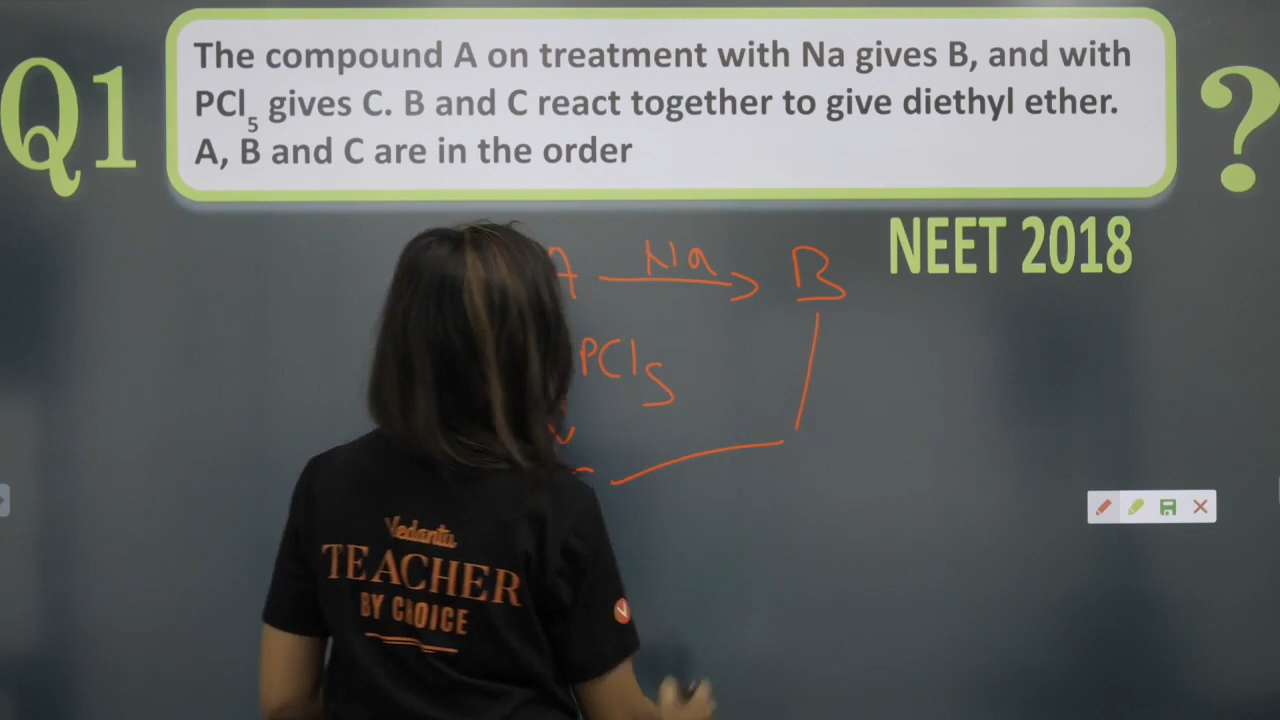 Q1
The compound A on treatment with Na gives B, and with
PCl5 gives C. B and C react together to give diethyl ether.
A, B and C are in the order
?
NEET 2018
A Na B
PCl5
Vedantu
TEACHER
BY CHOICE
V